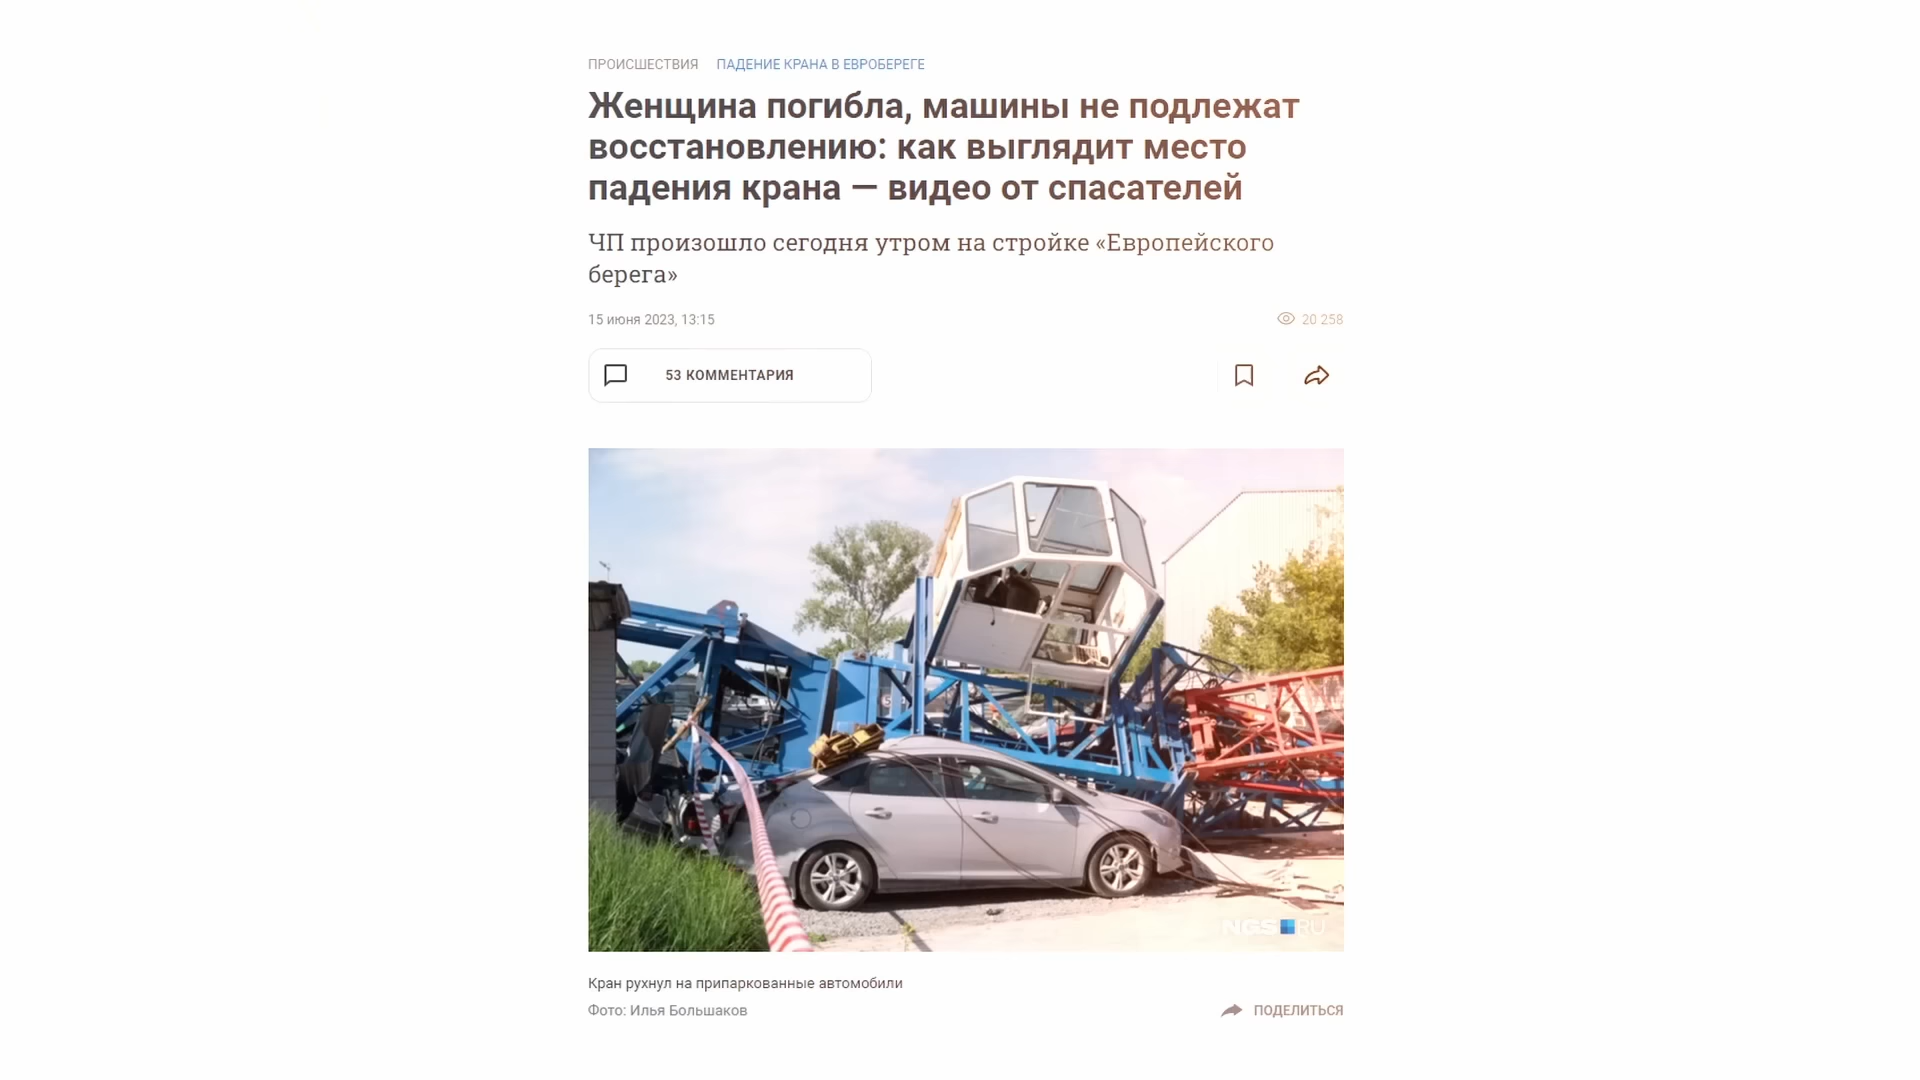 ПРОИСШЕСТВИЯ ПАДЕНИЕ КРАНА В ЕВРОБЕРЕГЕ
Женщина погибла, машины не подлежат
восстановлению: как выглядит место
падения крана — видео от спасателей
ЧП произошло сегодня утром на стройке «Европейского
берега»
15 июня 2023, 13:15 20 258
53 КОММЕНТАРИЯ
NGS RU
Кран рухнул на припаркованные автомобили
Фото: Илья Большаков ПОДЕЛИТЬСЯ